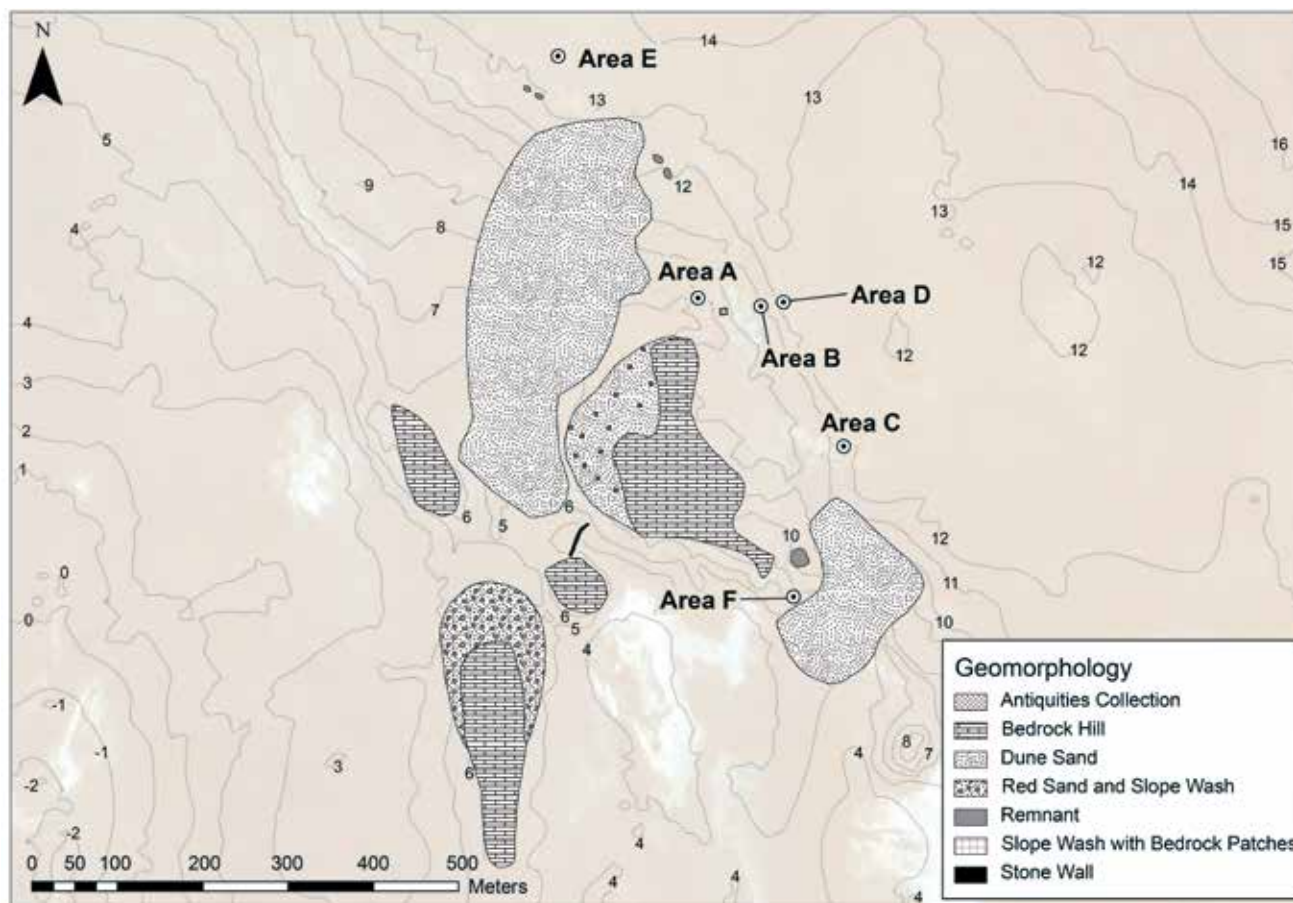 N
14
Area E
13
13
16
5
12
14
9
13
4
8
15
Area A
12
15
7
Area D
4
12
12
Area B
3
Area C
2
1
6
5
6
10
12
0
11
Area F
0
6
5
10
4
Geomorphology
Antiquities Collection
Bedrock Hill
Dune Sand
Red Sand and Slope Wash
Remnant
Slope Wash with Bedrock Patches
Stone Wall
-1
-1
3
6
4
8
7
-2
-2
4
4
4
4
0 50 100 200 300 400 500
Meters